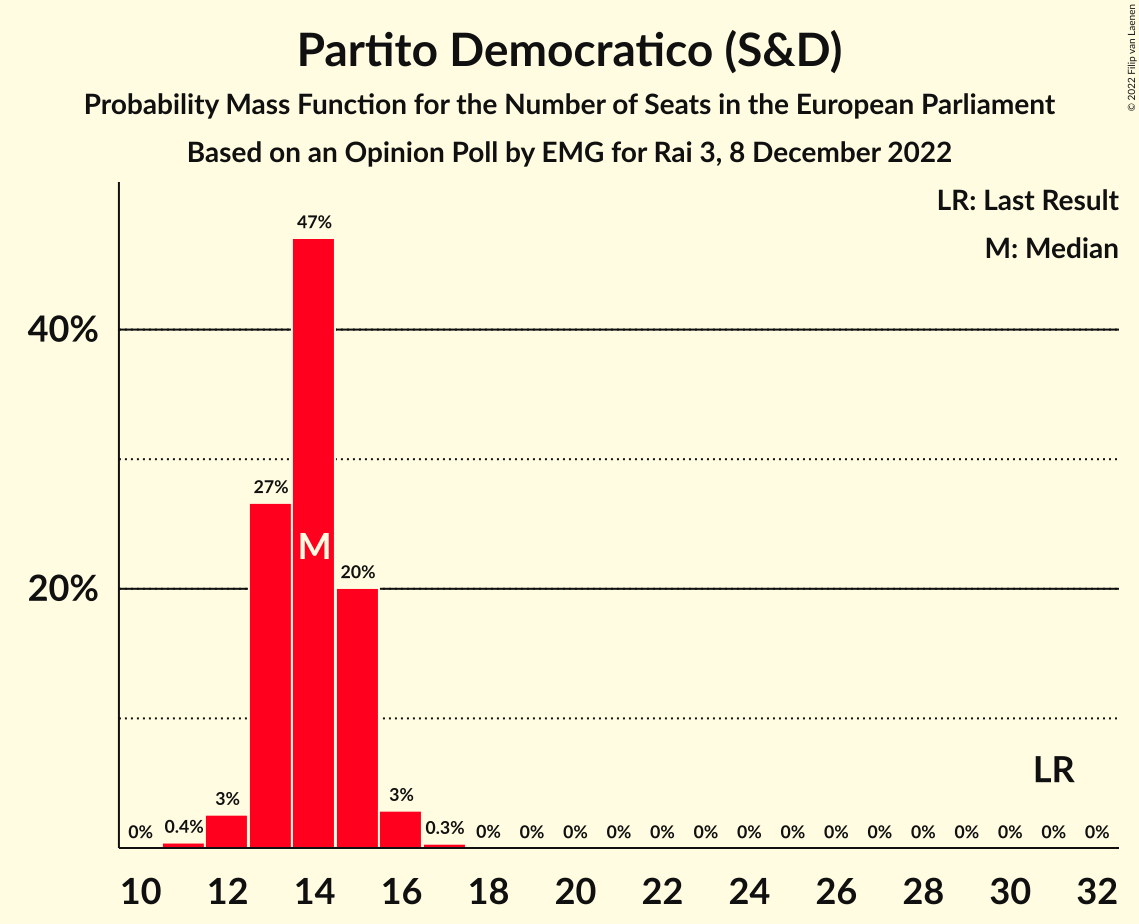 Partito Democratico (S&D)
Probability Mass Function for the Number of Seats in the European Parliament
Based on an Opinion Poll by EMG for Rai 3, 8 December 2022
© 2022 Filip van Laenen
LR: Last Result
M: Median
47%
40%
27%
M
20%
20%
LR
3%
3%
0% 0.4% 0.3% 0% 0% 0% 0% 0% 0% 0% 0% 0% 0% 0% 0% 0% 0% 0%
10 12 14 16 18 20 22 24 26 28 30 32